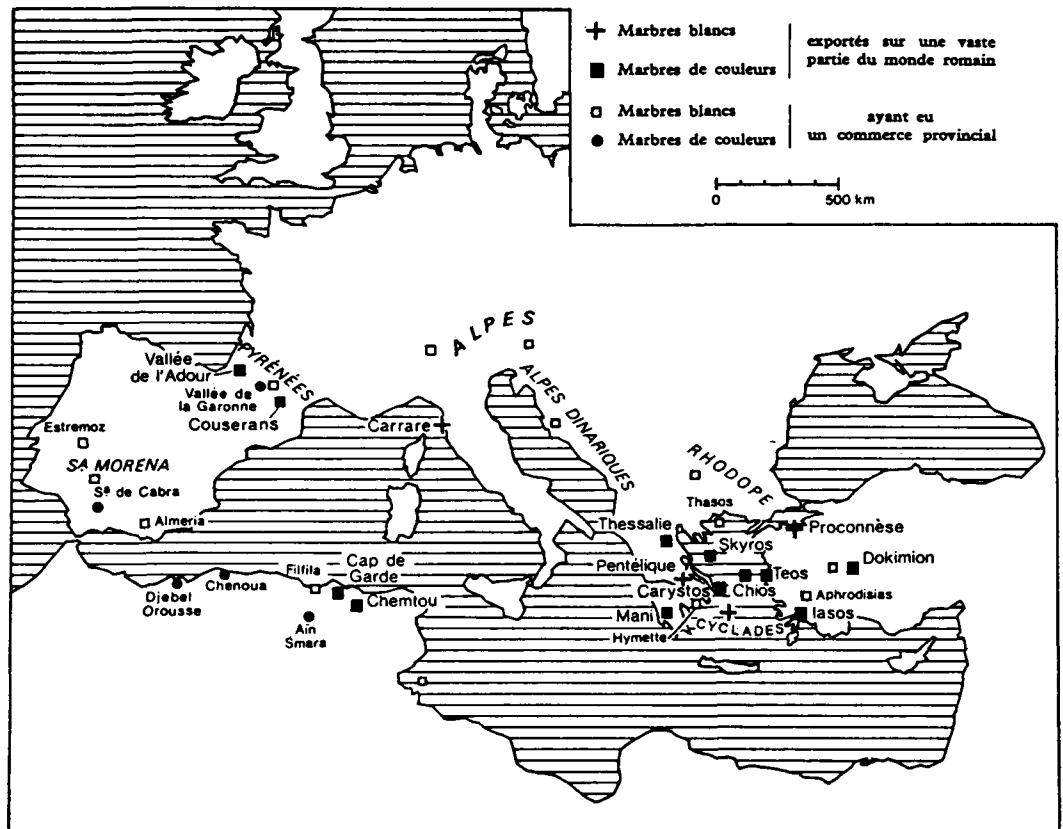 Marbres blancs
Marbres de couleurs
exportés sur une vaste
partie du monde romain
Marbres blancs
Marbres de couleurs
ayant eu
un commerce provincial
0 500 km
ALPES
PYRÉNÉES
Vallée
de l'Adour
Vallée de
la Garonne
Couserans
ALPES DINARIQUES
Carrare
Estremoz
Sª MORENA
Sª de Cabra
Almeria
RHODOPE
Thasos
Thessalie
Proconnèse
Skyros
Pentélique
Dokimion
Teos
Carystos
Chios
Aphrodisias
Mani
Iasos
CYCLADES
Hymette
Cap de
Garde
Filfila
Chenoua
Djebel
Orousse
Chemtou
Aïn
Smara